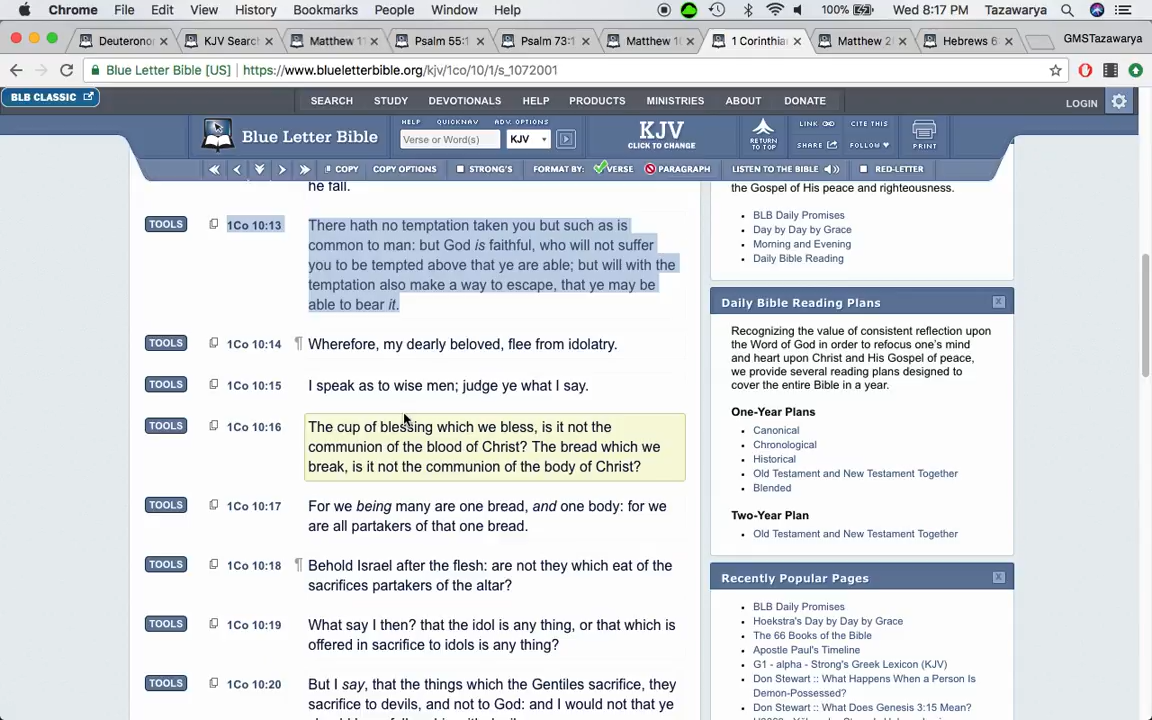 Chrome File Edit View History Bookmarks People Window Help 100% Wed 8:17 PM Tazawarya
Deuteronom KJV Searc Matthew 11 Psalm 55:1 Psalm 73:1 Matthew 10 1 Corinthia Matthew 2 Hebrews 6 GMSTazawarya
Blue Letter Bible [US] https://www.blueletterbible.org/kjv/1co/10/1/s_1072001
BLB CLASSIC
SEARCH STUDY DEVOTIONALS HELP PRODUCTS MINISTRIES ABOUT DONATE LOGIN
Blue Letter Bible
HELP QUICKNAV ADV. OPTIONS
Verse or Word(s) KJV
KJV
CLICK TO CHANGE
RETURN TO TOP
LINK CITE THIS
SHARE FOLLOW
PRINT
COPY COPY OPTIONS STRONG'S FORMAT BY: VERSE PARAGRAPH LISTEN TO THE BIBLE RED-LETTER
he fall.
TOOLS 1Co 10:13 There hath no temptation taken you but such as is
common to man: but God is faithful, who will not suffer
you to be tempted above that ye are able; but will with the
temptation also make a way to escape, that ye may be
able to bear it.
TOOLS 1Co 10:14 ¶ Wherefore, my dearly beloved, flee from idolatry.
TOOLS 1Co 10:15 I speak as to wise men; judge ye what I say.
TOOLS 1Co 10:16 The cup of blessing which we bless, is it not the
communion of the blood of Christ? The bread which we
break, is it not the communion of the body of Christ?
TOOLS 1Co 10:17 For we being many are one bread, and one body: for we
are all partakers of that one bread.
TOOLS 1Co 10:18 ¶ Behold Israel after the flesh: are not they which eat of the
sacrifices partakers of the altar?
TOOLS 1Co 10:19 What say I then? that the idol is any thing, or that which is
offered in sacrifice to idols is any thing?
TOOLS 1Co 10:20 But I say, that the things which the Gentiles sacrifice, they
sacrifice to devils, and not to God: and I would not that ye
the Gospel of His peace and righteousness.
BLB Daily Promises
Day by Day by Grace
Morning and Evening
Daily Bible Reading
Daily Bible Reading Plans
Recognizing the value of consistent reflection upon
the Word of God in order to refocus one's mind
and heart upon Christ and His Gospel of peace,
we provide several reading plans designed to
cover the entire Bible in a year.
One-Year Plans
Canonical
Chronological
Historical
Old Testament and New Testament Together
Blended
Two-Year Plan
Old Testament and New Testament Together
Recently Popular Pages
BLB Daily Promises
Hoekstra's Day by Day by Grace
The 66 Books of the Bible
Apostle Paul's Timeline
G1 - alpha - Strong's Greek Lexicon (KJV)
Don Stewart :: What Happens When a Person Is
Demon-Possessed?
Don Stewart :: What Does Genesis 3:15 Mean?